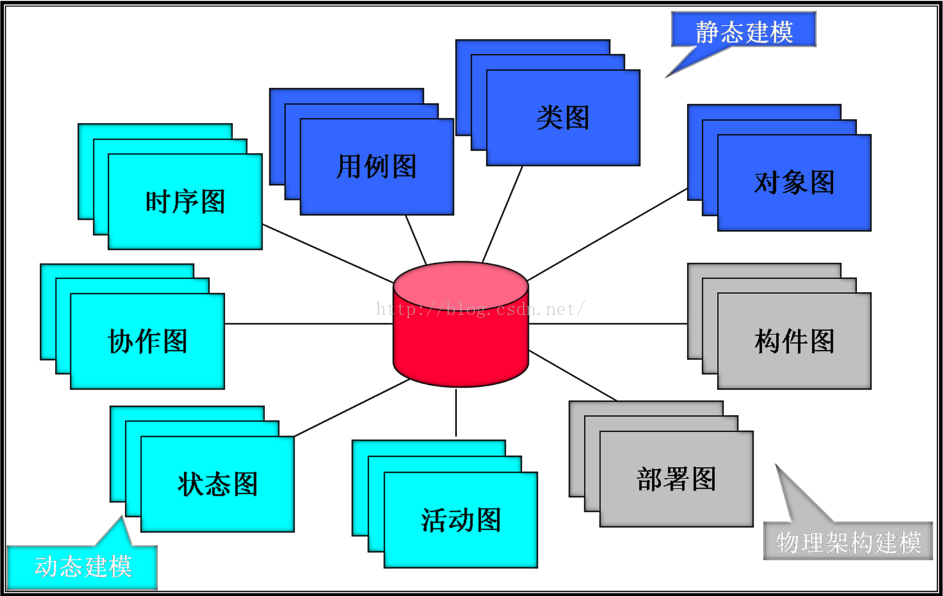 静态建模
类图
用例图
对象图
时序图
http://blog.csdn.net/
协作图
构件图
状态图
部署图
活动图
动态建模
物理架构建模